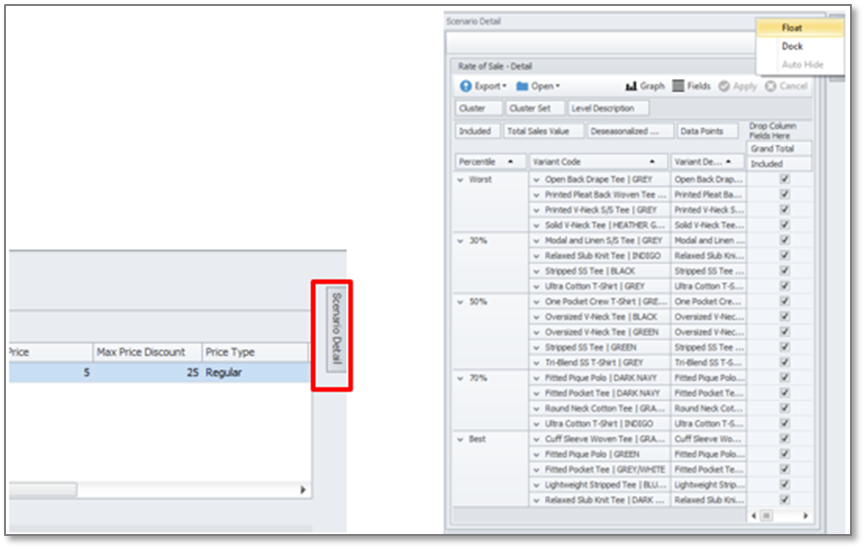 Price Max Price Discount Price Type
5 25 Regular
Scenario Detail
Scenario Detail
Float
Dock
Auto Hide
Rate of Sale - Detail
Export Open Graph Fields Apply Cancel
Cluster Cluster Set Level Description
Included Total Sales Value Deseasonalized ... Data Points Drop Column Fields Here
Grand Total
Percentile Variant Code Variant De... Included
Worst Open Back Drape Tee | GREY Open Back Drap...
Printed Pleat Back Woven Tee ... Printed Pleat Ba...
Printed V-Neck S/S Tee | GREY Printed V-Neck S...
Solid V-Neck Tee | HEATHER G... Solid V-Neck Tee...
30% Modal and Linen S/S Tee | GREY Modal and Linen ...
Relaxed Slub Knit Tee | INDIGO Relaxed Slub Kni...
Stripped SS Tee | BLACK Stripped SS Tee ...
Ultra Cotton T-Shirt | GREY Ultra Cotton T-S...
50% One Pocket Crew T-Shirt | GRE... One Pocket Cre...
Oversized V-Neck Tee | BLACK Oversized V-Nec...
Oversized V-Neck Tee | GREEN Oversized V-Nec...
Stripped SS Tee | GREEN Stripped SS Tee ...
Tri-Blend SS T-Shirt | GREY Tri-Blend SS T-S...
70% Fitted Pique Polo | DARK NAVY Fitted Pique Polo...
Fitted Pocket Tee | DARK NAVY Fitted Pocket Te...
Round Neck Cotton Tee | GRA... Round Neck Cot...
Ultra Cotton T-Shirt | INDIGO Ultra Cotton T-S...
Best Cuff Sleeve Woven Tee | GRA... Cuff Sleeve Wo...
Fitted Pique Polo | GREEN Fitted Pique Polo...
Fitted Pocket Tee | GREY/WHITE Fitted Pocket Te...
Lightweight Stripped Tee | BLU... Lightweight Strip...
Relaxed Slub Knit Tee | DARK ... Relaxed Slub Kni...